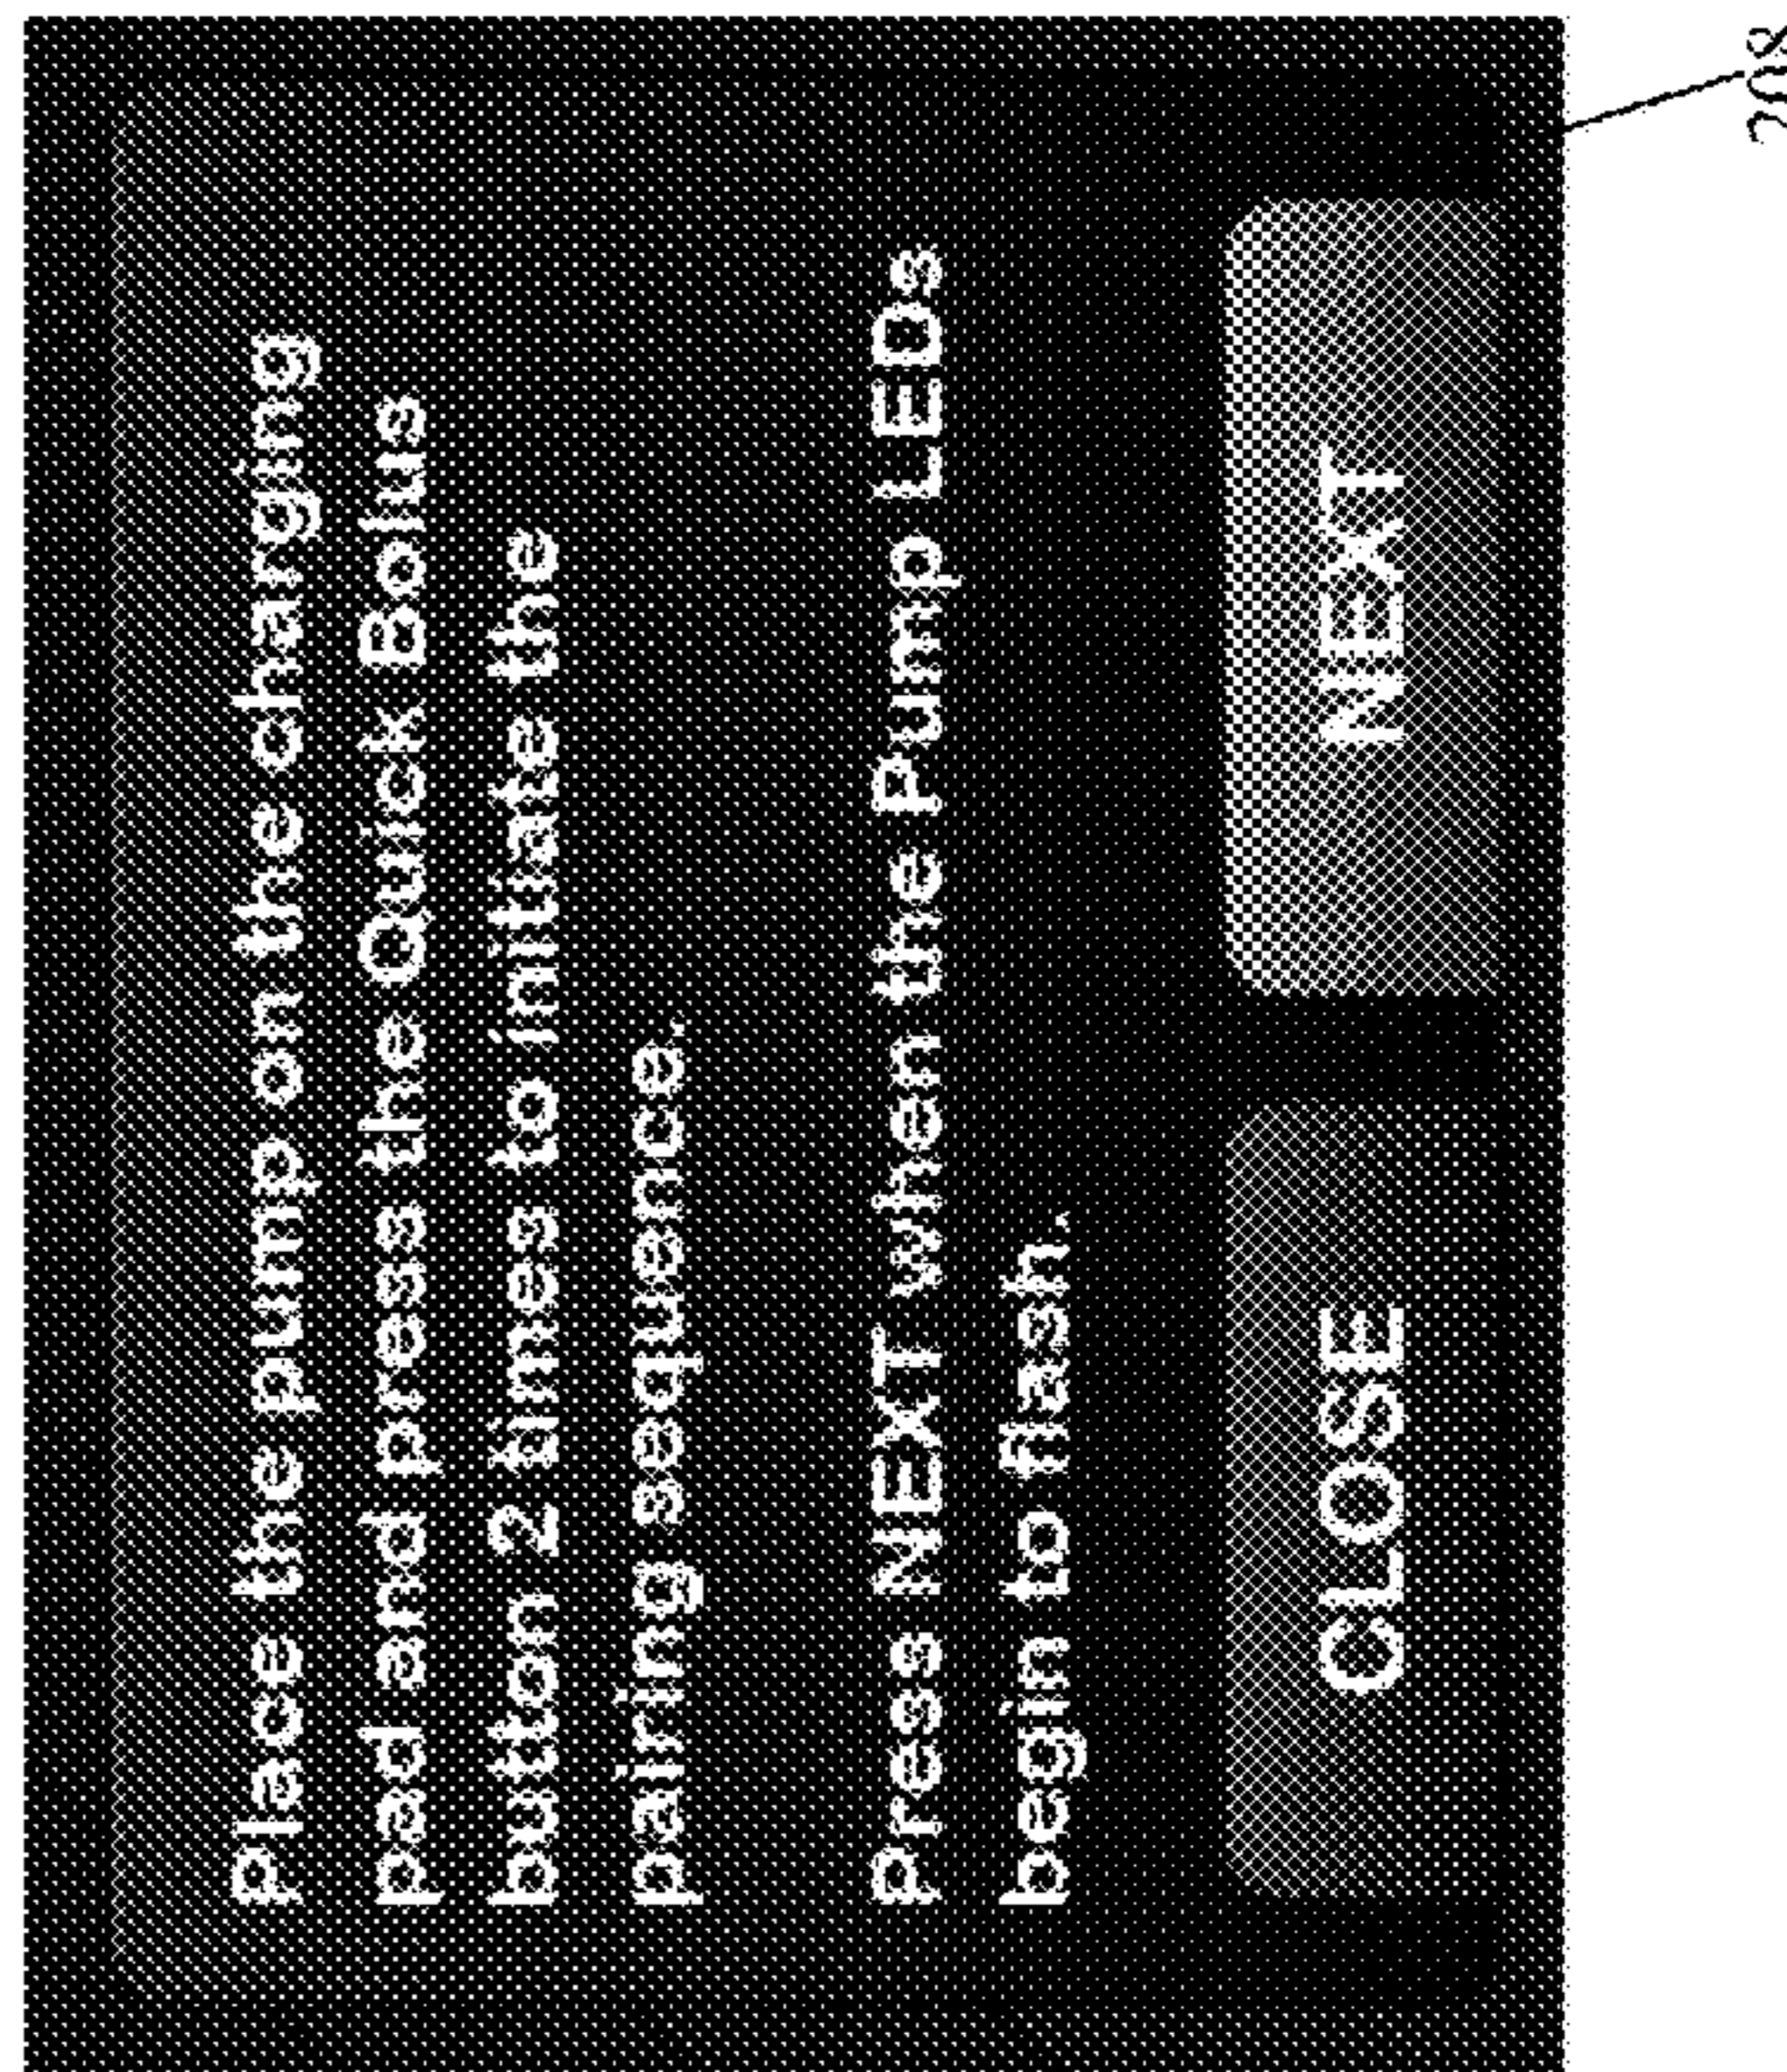 Place the pump on the charging
pad and press the Quick Bolus
button 2 times to initiate the
pairing sequence.
Press NEXT when the Pump LEDs
begin to flash.
CLOSE
NEXT
208